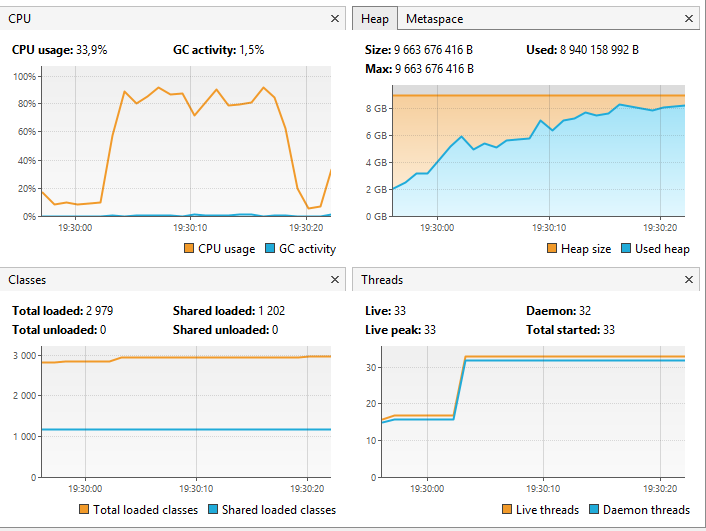 CPU ×
CPU usage: 33,9% GC activity: 1,5%
100%
80%
60%
40%
20%
0%
19:30:00 19:30:10 19:30:20
CPU usage GC activity
Heap Metaspace ×
Size: 9 663 676 416 B Used: 8 940 158 992 B
Max: 9 663 676 416 B
8 GB
6 GB
4 GB
2 GB
0 GB
19:30:00 19:30:10 19:30:20
Heap size Used heap
Classes ×
Total loaded: 2 979 Shared loaded: 1 202
Total unloaded: 0 Shared unloaded: 0
3 000
2 000
1 000
0
19:30:00 19:30:10 19:30:20
Total loaded classes Shared loaded classes
Threads ×
Live: 33 Daemon: 32
Live peak: 33 Total started: 33
30
20
10
0
19:30:00 19:30:10 19:30:20
Live threads Daemon threads